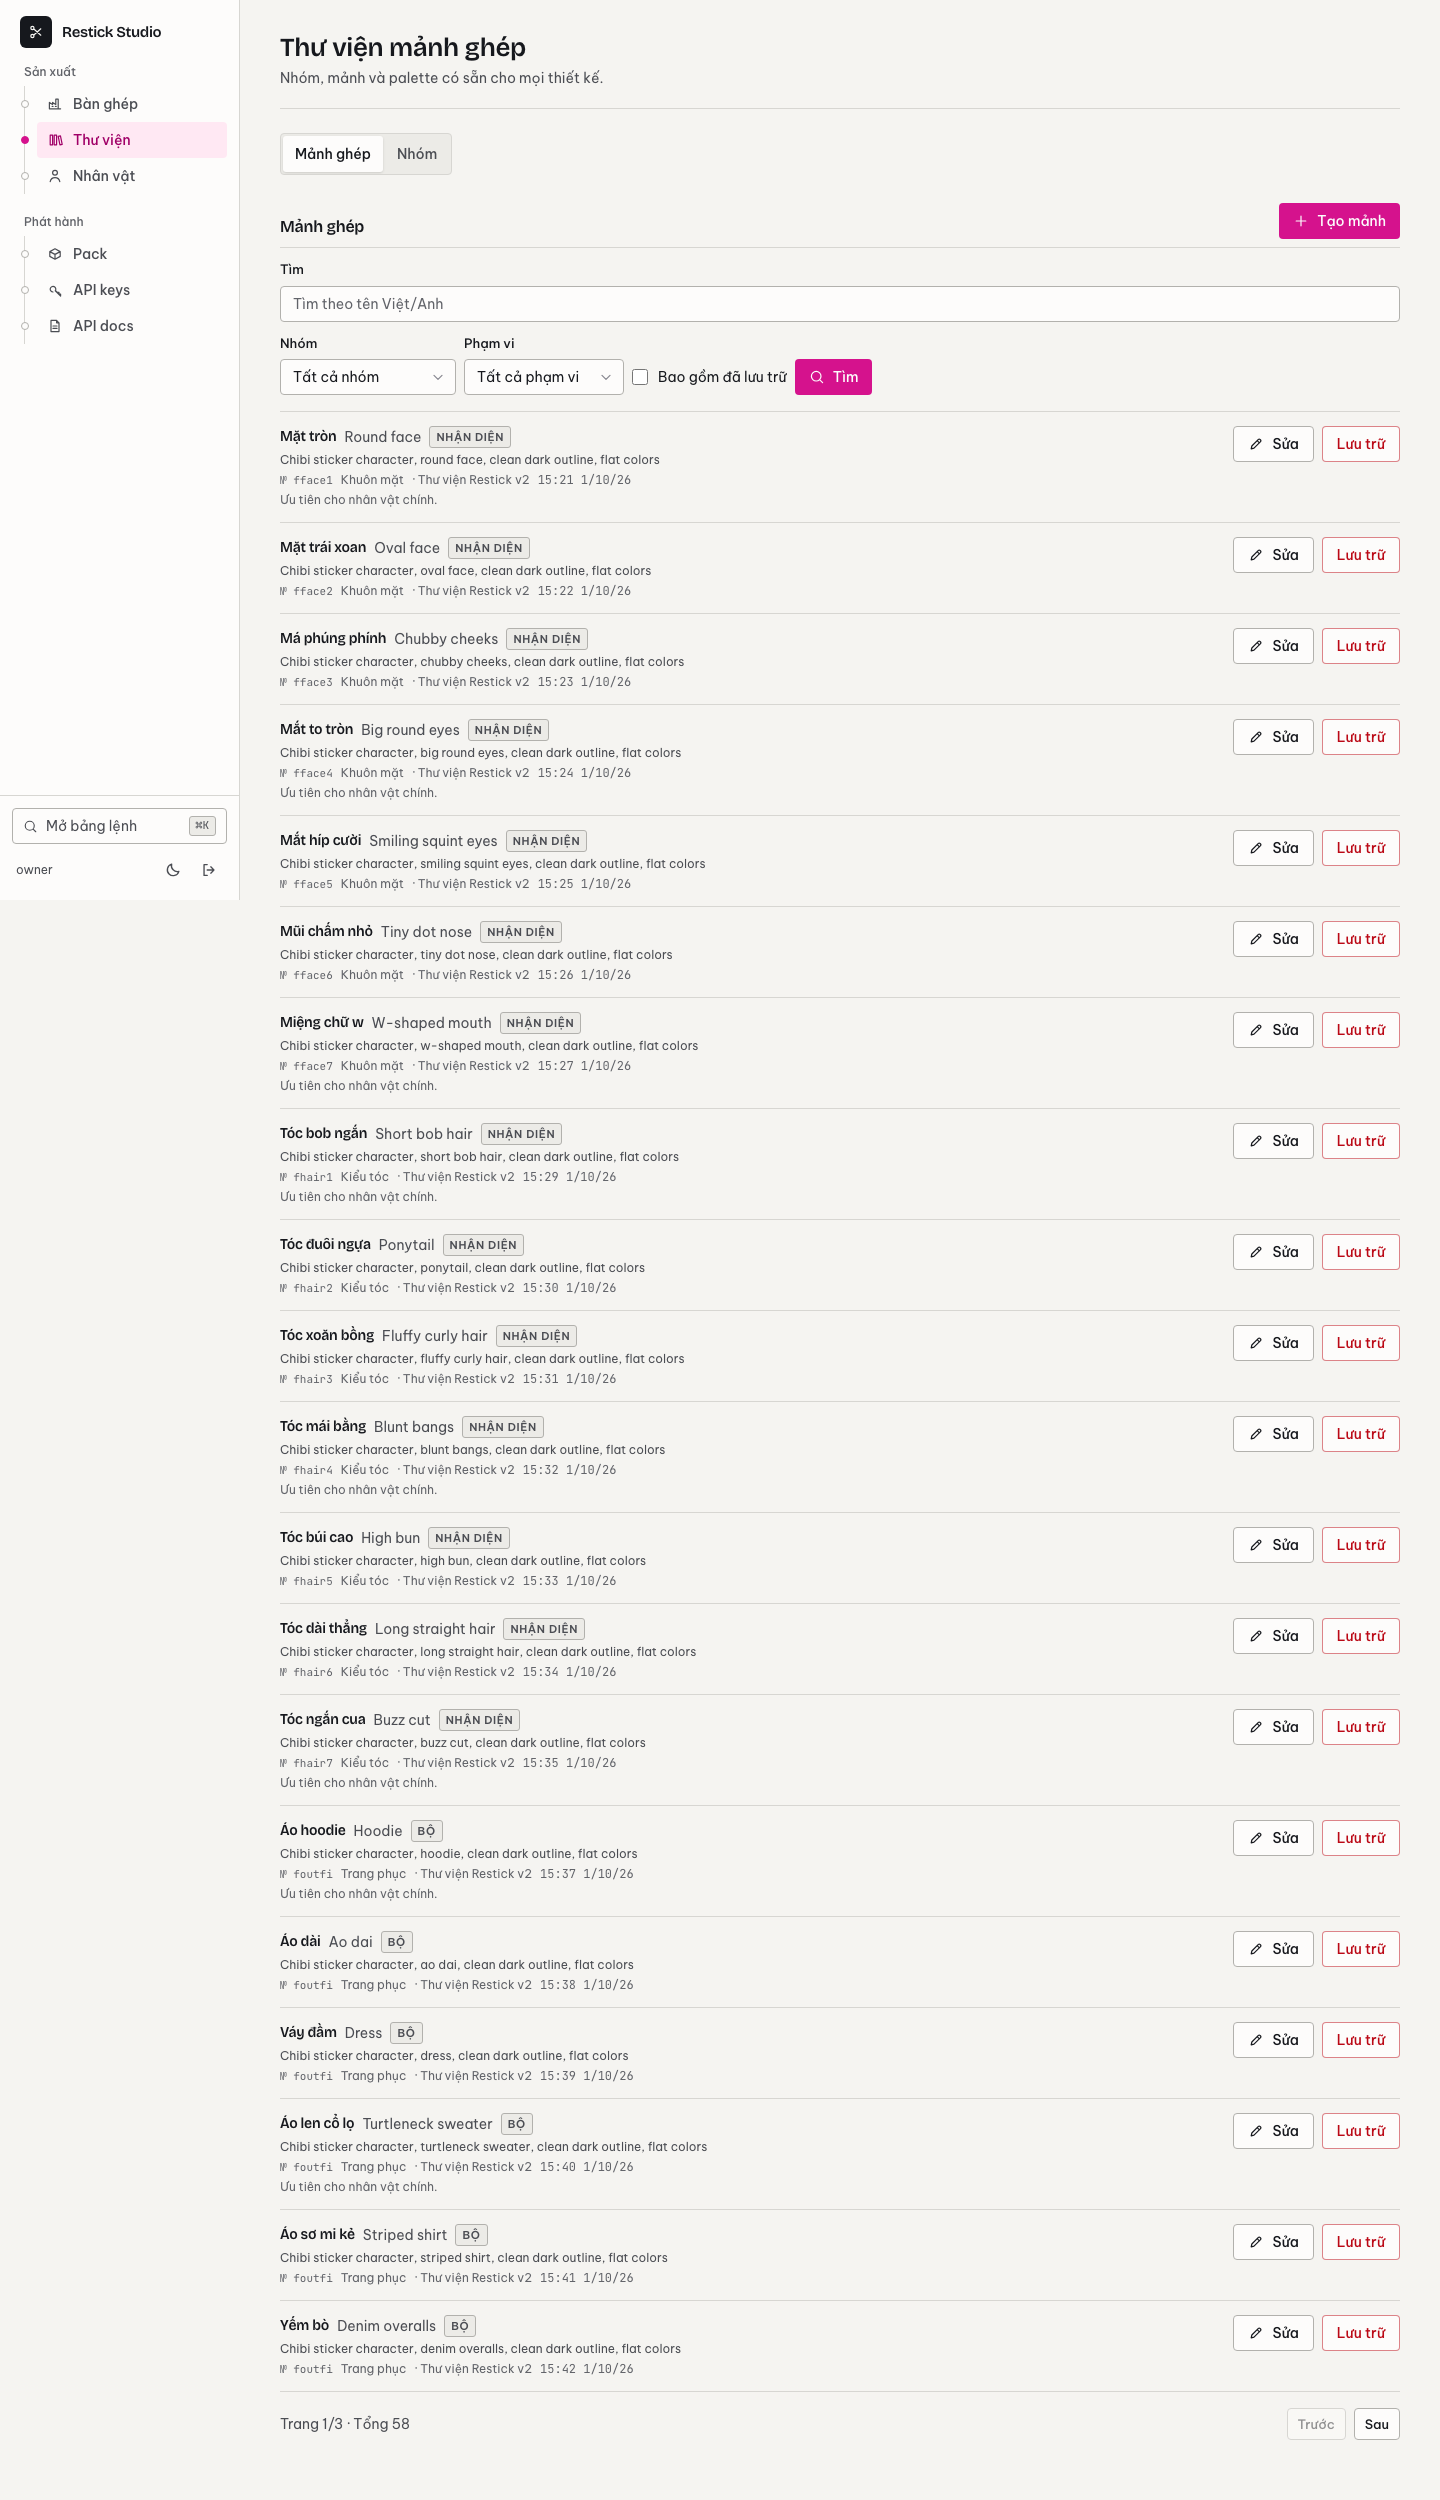 Restick Studio
Sản xuất
Bàn ghép
Thư viện
Nhân vật
Phát hành
Pack
API keys
API docs
Mở bảng lệnh ⌘K
owner
Thư viện mảnh ghép
Nhóm, mảnh và palette có sẵn cho mọi thiết kế.
Mảnh ghép Nhóm
Mảnh ghép
Tạo mảnh
Tìm
Tìm theo tên Việt/Anh
Nhóm Phạm vi
Tất cả nhóm Tất cả phạm vi Bao gồm đã lưu trữ Tìm
Mặt tròn Round face NHẬN DIỆN Sửa Lưu trữ
Chibi sticker character, round face, clean dark outline, flat colors
№ fface1 Khuôn mặt · Thư viện Restick v2 15:21 1/10/26
Ưu tiên cho nhân vật chính.
Mặt trái xoan Oval face NHẬN DIỆN Sửa Lưu trữ
Chibi sticker character, oval face, clean dark outline, flat colors
№ fface2 Khuôn mặt · Thư viện Restick v2 15:22 1/10/26
Má phúng phính Chubby cheeks NHẬN DIỆN Sửa Lưu trữ
Chibi sticker character, chubby cheeks, clean dark outline, flat colors
№ fface3 Khuôn mặt · Thư viện Restick v2 15:23 1/10/26
Mắt to tròn Big round eyes NHẬN DIỆN Sửa Lưu trữ
Chibi sticker character, big round eyes, clean dark outline, flat colors
№ fface4 Khuôn mặt · Thư viện Restick v2 15:24 1/10/26
Ưu tiên cho nhân vật chính.
Mắt híp cười Smiling squint eyes NHẬN DIỆN Sửa Lưu trữ
Chibi sticker character, smiling squint eyes, clean dark outline, flat colors
№ fface5 Khuôn mặt · Thư viện Restick v2 15:25 1/10/26
Mũi chấm nhỏ Tiny dot nose NHẬN DIỆN Sửa Lưu trữ
Chibi sticker character, tiny dot nose, clean dark outline, flat colors
№ fface6 Khuôn mặt · Thư viện Restick v2 15:26 1/10/26
Miệng chữ w W-shaped mouth NHẬN DIỆN Sửa Lưu trữ
Chibi sticker character, w-shaped mouth, clean dark outline, flat colors
№ fface7 Khuôn mặt · Thư viện Restick v2 15:27 1/10/26
Ưu tiên cho nhân vật chính.
Tóc bob ngắn Short bob hair NHẬN DIỆN Sửa Lưu trữ
Chibi sticker character, short bob hair, clean dark outline, flat colors
№ fhair1 Kiểu tóc · Thư viện Restick v2 15:29 1/10/26
Ưu tiên cho nhân vật chính.
Tóc đuôi ngựa Ponytail NHẬN DIỆN Sửa Lưu trữ
Chibi sticker character, ponytail, clean dark outline, flat colors
№ fhair2 Kiểu tóc · Thư viện Restick v2 15:30 1/10/26
Tóc xoăn bồng Fluffy curly hair NHẬN DIỆN Sửa Lưu trữ
Chibi sticker character, fluffy curly hair, clean dark outline, flat colors
№ fhair3 Kiểu tóc · Thư viện Restick v2 15:31 1/10/26
Tóc mái bằng Blunt bangs NHẬN DIỆN Sửa Lưu trữ
Chibi sticker character, blunt bangs, clean dark outline, flat colors
№ fhair4 Kiểu tóc · Thư viện Restick v2 15:32 1/10/26
Ưu tiên cho nhân vật chính.
Tóc búi cao High bun NHẬN DIỆN Sửa Lưu trữ
Chibi sticker character, high bun, clean dark outline, flat colors
№ fhair5 Kiểu tóc · Thư viện Restick v2 15:33 1/10/26
Tóc dài thẳng Long straight hair NHẬN DIỆN Sửa Lưu trữ
Chibi sticker character, long straight hair, clean dark outline, flat colors
№ fhair6 Kiểu tóc · Thư viện Restick v2 15:34 1/10/26
Tóc ngắn cua Buzz cut NHẬN DIỆN Sửa Lưu trữ
Chibi sticker character, buzz cut, clean dark outline, flat colors
№ fhair7 Kiểu tóc · Thư viện Restick v2 15:35 1/10/26
Ưu tiên cho nhân vật chính.
Áo hoodie Hoodie BỘ Sửa Lưu trữ
Chibi sticker character, hoodie, clean dark outline, flat colors
№ foutfi Trang phục · Thư viện Restick v2 15:37 1/10/26
Ưu tiên cho nhân vật chính.
Áo dài Ao dai BỘ Sửa Lưu trữ
Chibi sticker character, ao dai, clean dark outline, flat colors
№ foutfi Trang phục · Thư viện Restick v2 15:38 1/10/26
Váy đầm Dress BỘ Sửa Lưu trữ
Chibi sticker character, dress, clean dark outline, flat colors
№ foutfi Trang phục · Thư viện Restick v2 15:39 1/10/26
Áo len cổ lọ Turtleneck sweater BỘ Sửa Lưu trữ
Chibi sticker character, turtleneck sweater, clean dark outline, flat colors
№ foutfi Trang phục · Thư viện Restick v2 15:40 1/10/26
Ưu tiên cho nhân vật chính.
Áo sơ mi kẻ Striped shirt BỘ Sửa Lưu trữ
Chibi sticker character, striped shirt, clean dark outline, flat colors
№ foutfi Trang phục · Thư viện Restick v2 15:41 1/10/26
Yếm bò Denim overalls BỘ Sửa Lưu trữ
Chibi sticker character, denim overalls, clean dark outline, flat colors
№ foutfi Trang phục · Thư viện Restick v2 15:42 1/10/26
Trang 1/3 · Tổng 58 Trước Sau